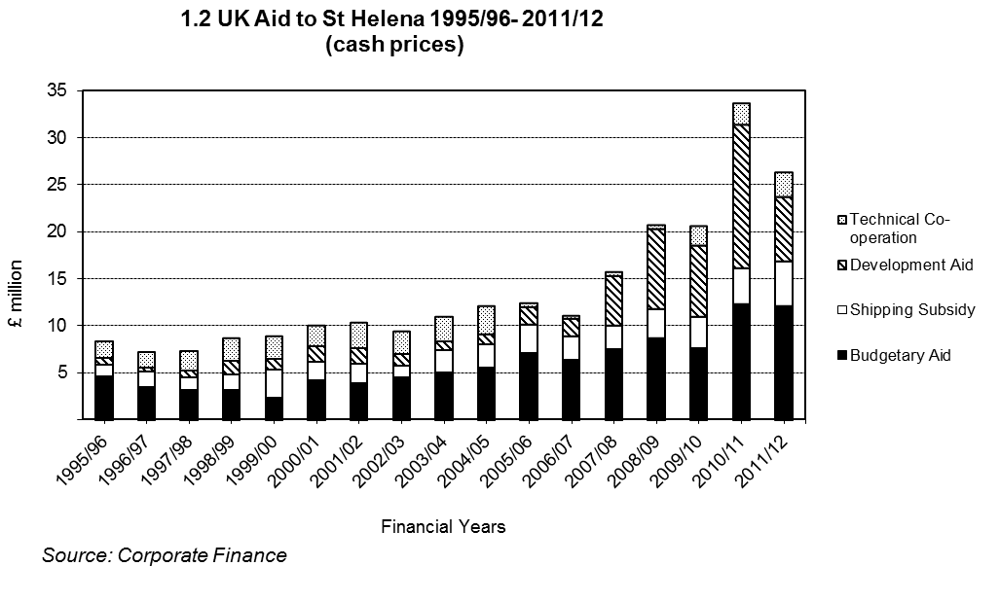 1.2 UK Aid to St Helena 1995/96- 2011/12
(cash prices)
35
30
25
20
15
10
5
£ million
1995/96
1996/97
1997/98
1998/99
1999/00
2000/01
2001/02
2002/03
2003/04
2004/05
2005/06
2006/07
2007/08
2008/09
2009/10
2010/11
2011/12
Financial Years
Technical Co-
operation
Development Aid
Shipping Subsidy
Budgetary Aid
Source: Corporate Finance